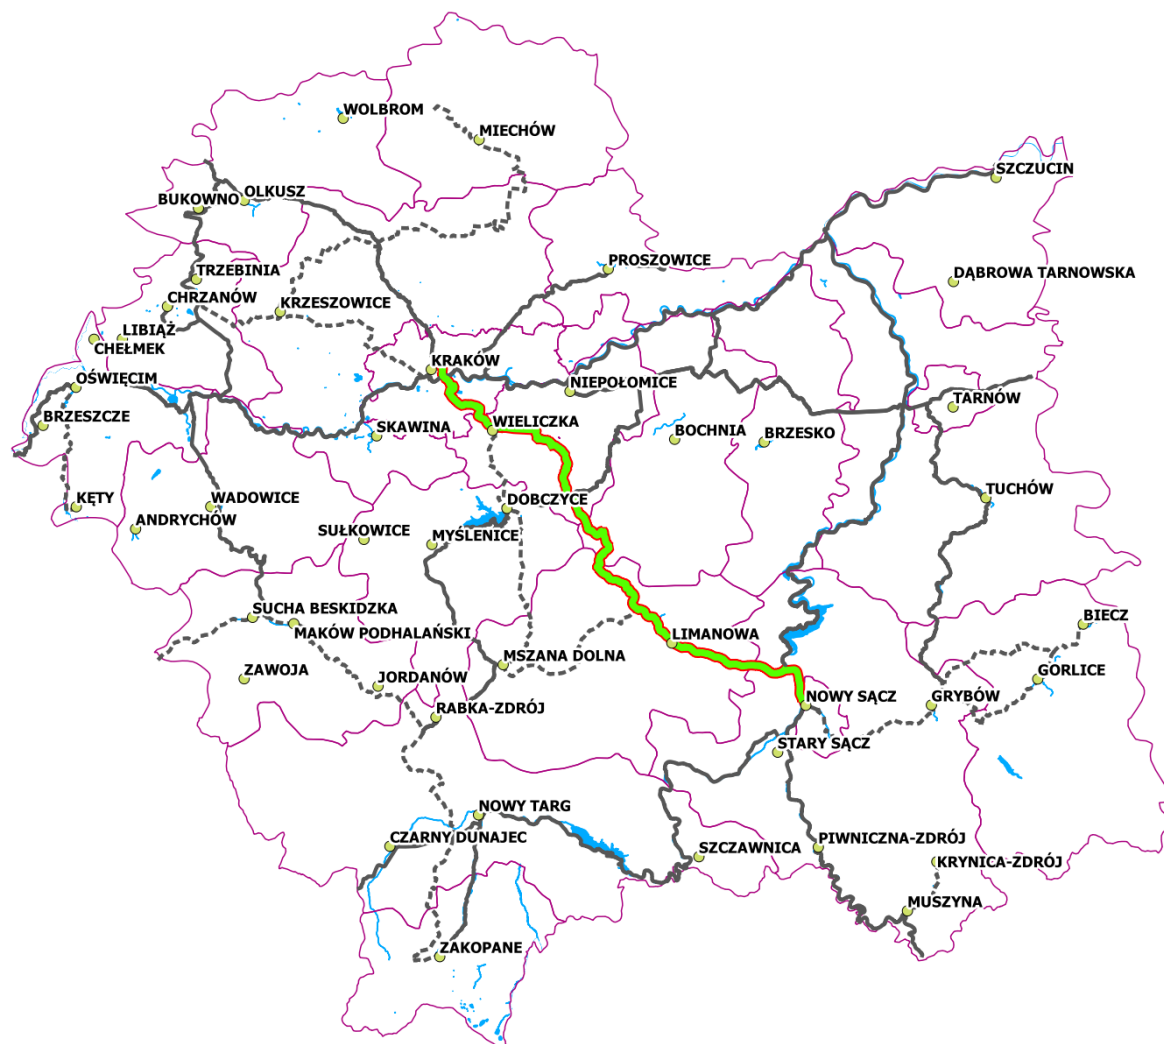 WOLBROM
MIECHÓW
SZCZUCIN
OLKUSZ
BUKOWNO
PROSZOWICE
TRZEBINIA
DĄBROWA TARNOWSKA
CHRZANÓW
KRZESZOWICE
LIBIĄŻ
CHEŁMEK
KRAKÓW
OŚWIĘCIM
NIEPOŁOMICE
TARNÓW
BRZESZCZE
WIELICZKA
SKAWINA
BOCHNIA
BRZESKO
KĘTY
WADOWICE
DOBCZYCE
TUCHÓW
ANDRYCHÓW
SUŁKOWICE
MYŚLENICE
SUCHA BESKIDZKA
BIECZ
MAKÓW PODHALAŃSKI
LIMANOWA
MSZANA DOLNA
ZAWOJA
JORDANÓW
GORLICE
NOWY SĄCZ
GRYBÓW
RABKA-ZDRÓJ
STARY SĄCZ
NOWY TARG
CZARNY DUNAJEC
PIWNICZNA-ZDRÓJ
SZCZAWNICA
KRYNICA-ZDRÓJ
MUSZYNA
ZAKOPANE